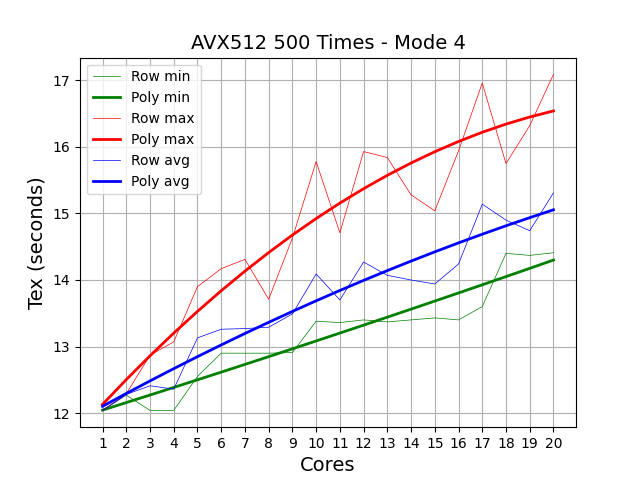 AVX512 500 Times - Mode 4
Row min
Poly min
Row max
Poly max
Row avg
Poly avg
Tex (seconds)
17
16
15
14
13
12
1 2 3 4 5 6 7 8 9 10 11 12 13 14 15 16 17 18 19 20
Cores